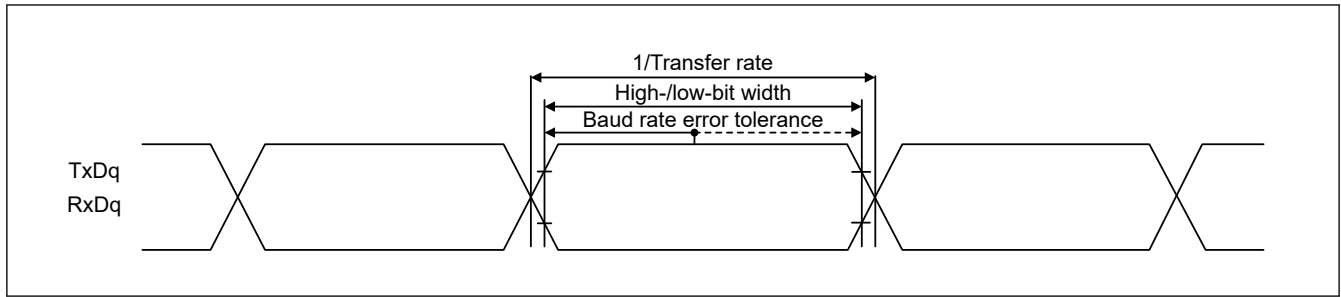 1/Transfer rate
High-/low-bit width
Baud rate error tolerance
TxDq
RxDq